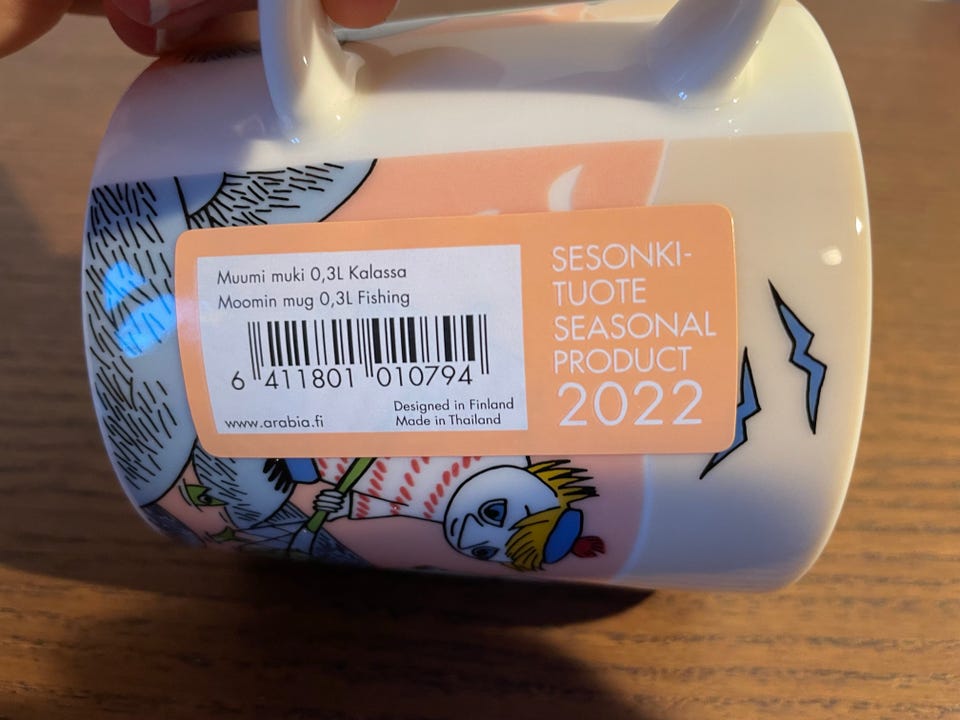 Muumi muki 0,3L Kalassa
Moomin mug 0,3L Fishing
6 411801 010794
Designed in Finland
www.arabia.fi Made in Thailand
SESONKI-
TUOTE
SEASONAL
PRODUCT
2022